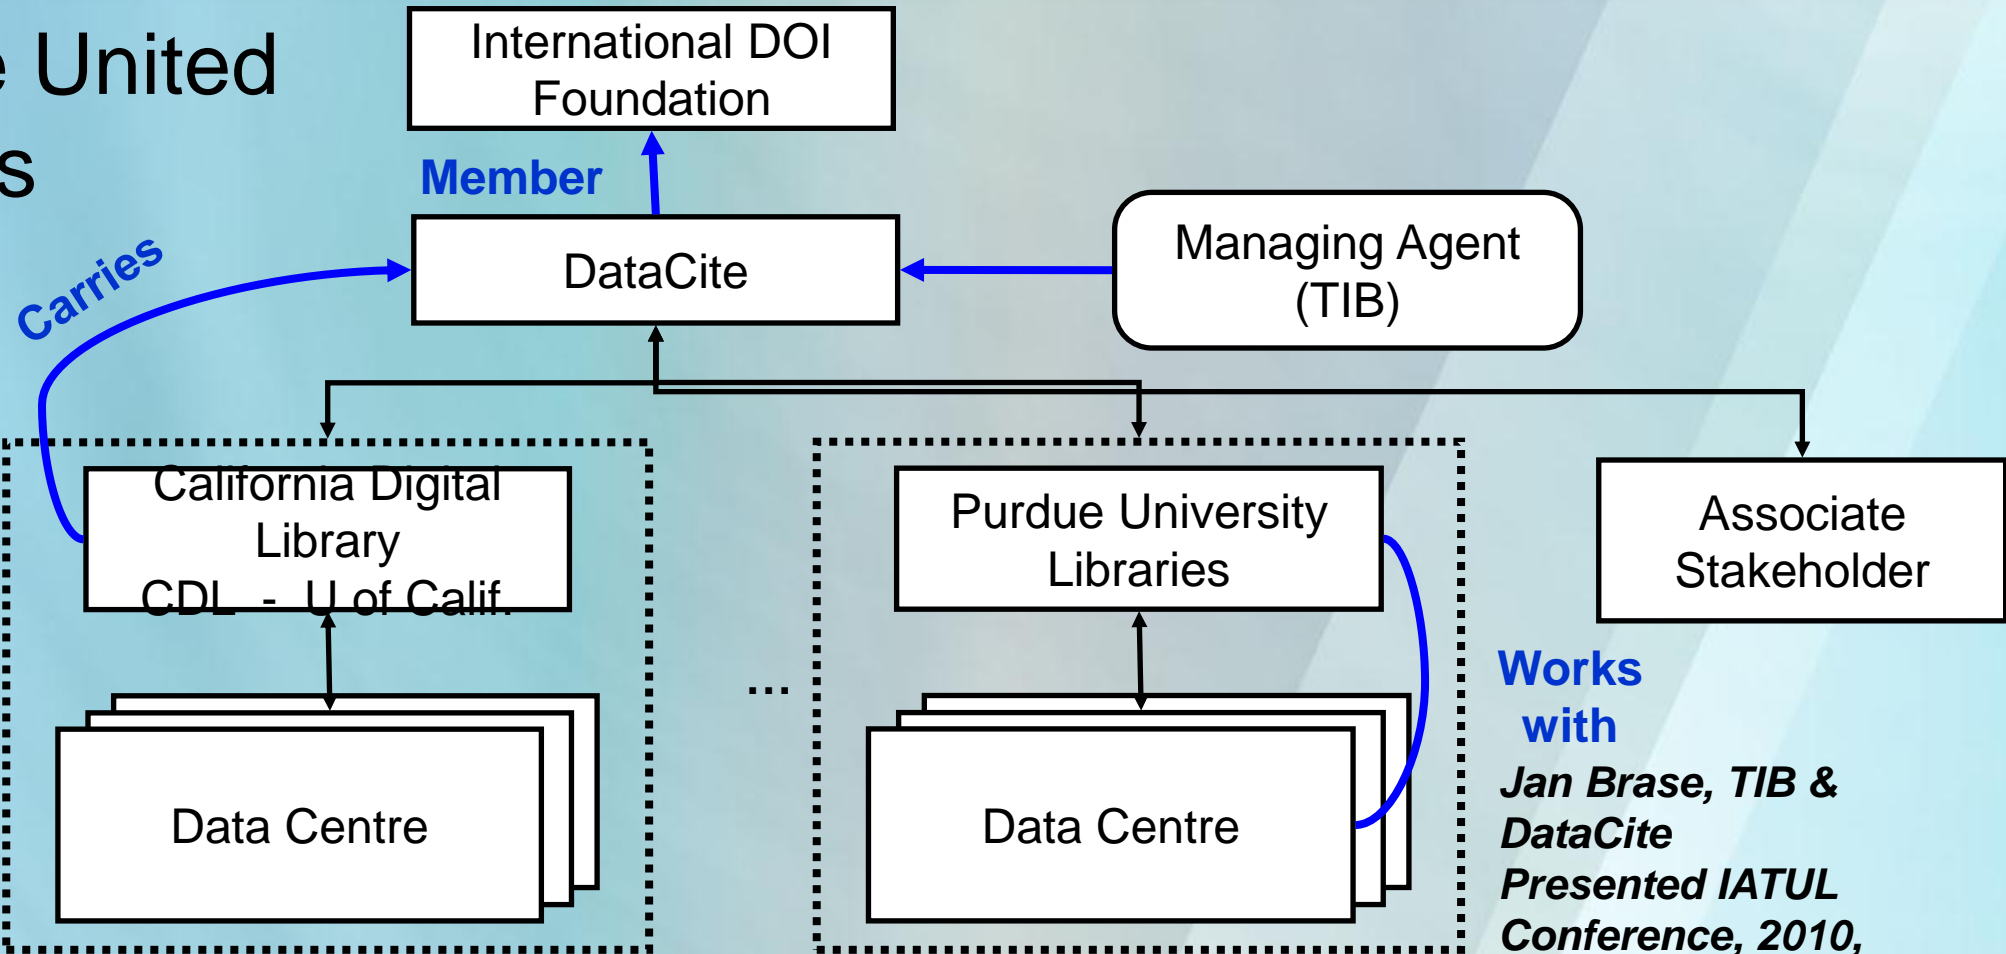 United
International DOI
Foundation
Member
Carries
DataCite
Managing Agent
(TIB)
California Digital
Library
CDL - U of Calif.
Purdue University
Libraries
Associate
Stakeholder
...
Data Centre
Data Centre
Works
with
Jan Brase, TIB &
DataCite
Presented IATUL
Conference, 2010,